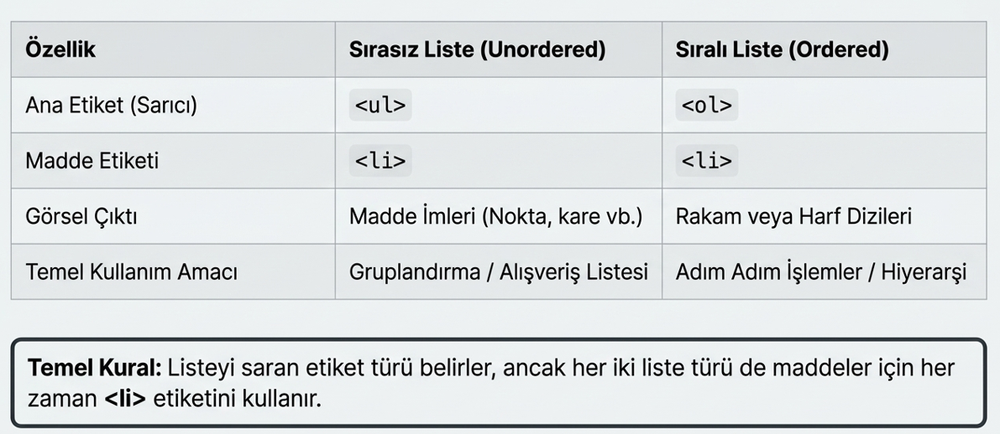 Özellik Sırasız Liste (Unordered) Sıralı Liste (Ordered)
Ana Etiket (Sarıcı) <ul> <ol>
Madde Etiketi <li> <li>
Görsel Çıktı Madde İmleri (Nokta, kare vb.) Rakam veya Harf Dizileri
Temel Kullanım Amacı Gruplandırma / Alışveriş Listesi Adım Adım İşlemler / Hiyerarşi
Temel Kural: Listeyi saran etiket türü belirler, ancak her iki liste türü de maddeler için her
zaman <li> etiketini kullanır.